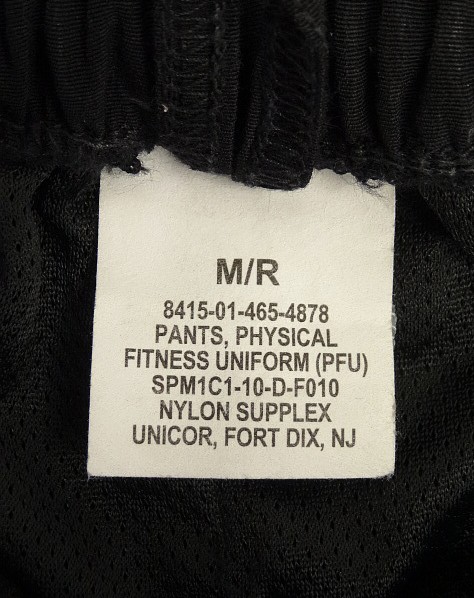 M/R
8415-01-465-4878
PANTS, PHYSICAL
FITNESS UNIFORM (PFU)
SPM1C1-10-D-F010
NYLON SUPPLEX
UNICOR, FORT DIX, NJ